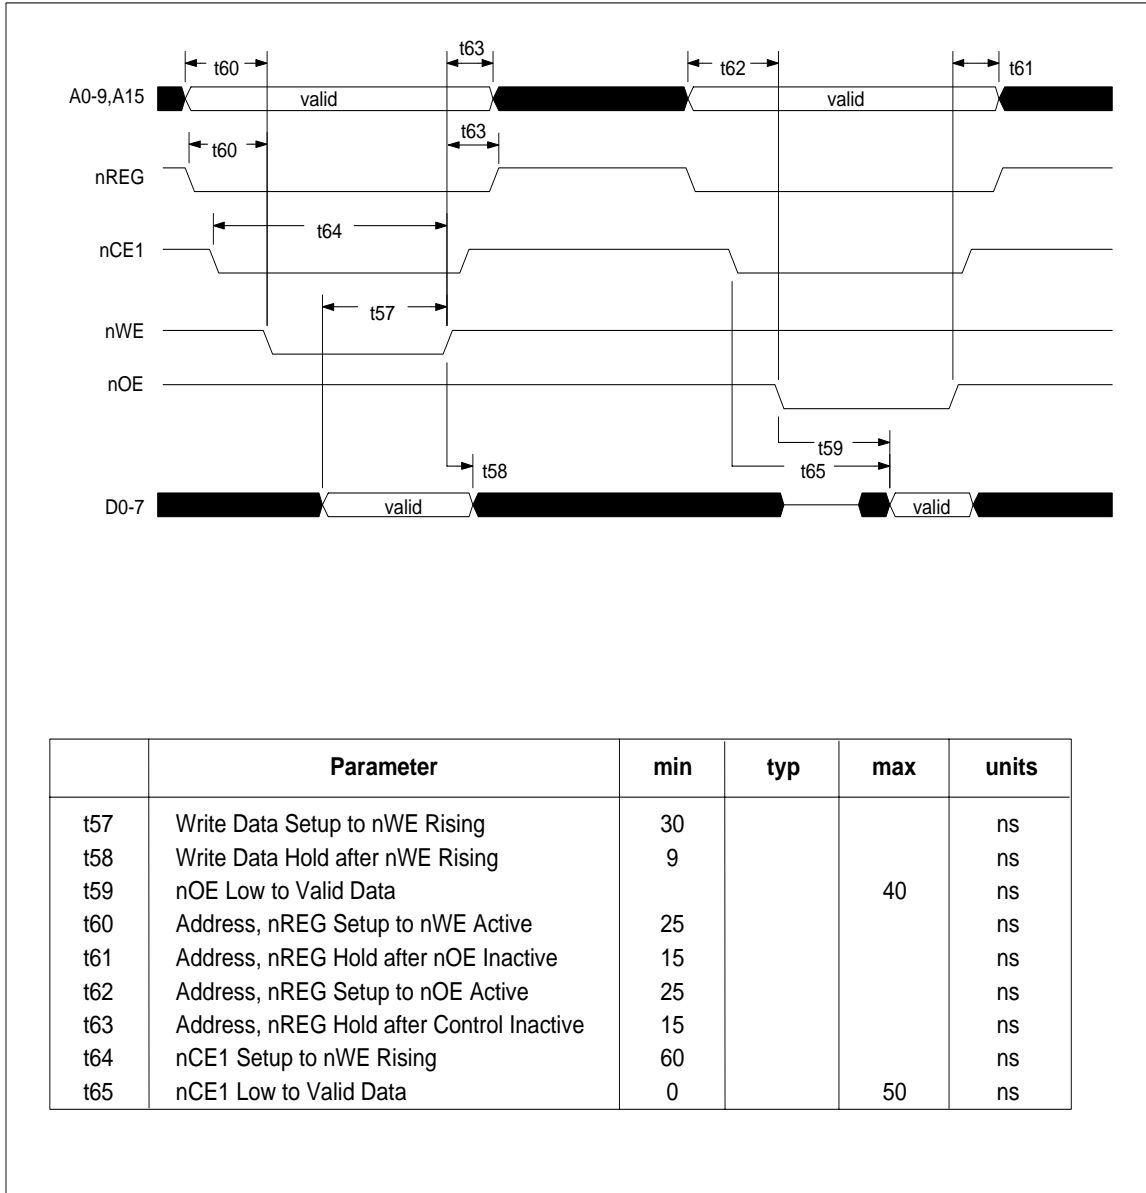 t60 t63 t62 t61
A0-9,A15 valid valid
t60 t63
nREG
t64
nCE1
t57
nWE
nOE
t59
t58 t65
D0-7 valid valid
Parameter min typ max units
t57 Write Data Setup to nWE Rising 30 ns
t58 Write Data Hold after nWE Rising 9 ns
t59 nOE Low to Valid Data 40 ns
t60 Address, nREG Setup to nWE Active 25 ns
t61 Address, nREG Hold after nOE Inactive 15 ns
t62 Address, nREG Setup to nOE Active 25 ns
t63 Address, nREG Hold after Control Inactive 15 ns
t64 nCE1 Setup to nWE Rising 60 ns
t65 nCE1 Low to Valid Data 0 50 ns